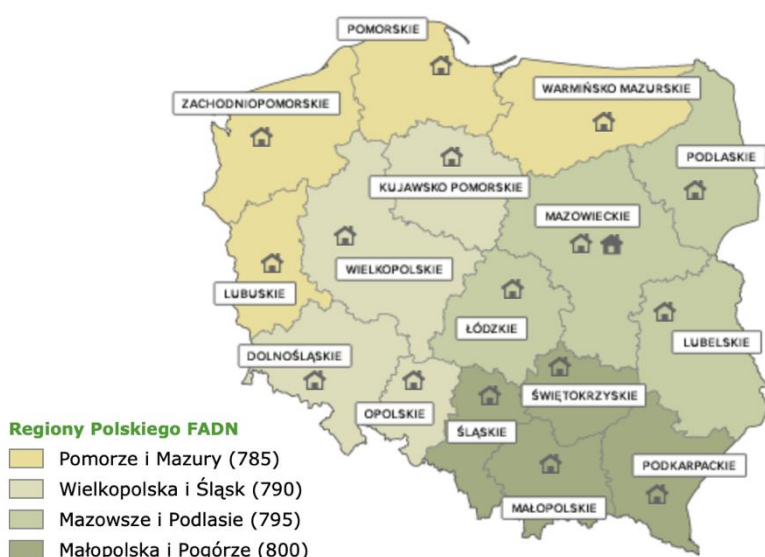 POMORSKIE
ZACHODNIOPOMORSKIE
WARMIŃSKO MAZURSKIE
PODLASKIE
KUJAWSKO POMORSKIE
MAZOWIECKIE
WIELKOPOLSKIE
LUBUSKIE
ŁÓDZKIE
LUBELSKIE
DOLNOŚLĄSKIE
ŚWIĘTOKRZYSKIE
OPOLSKIE
ŚLĄSKIE
PODKARPACKIE
MAŁOPOLSKIE
Regiony Polskiego FADN
Pomorze i Mazury (785)
Wielkopolska i Śląsk (790)
Mazowsze i Podlasie (795)
Małopolska i Pogórze (800)